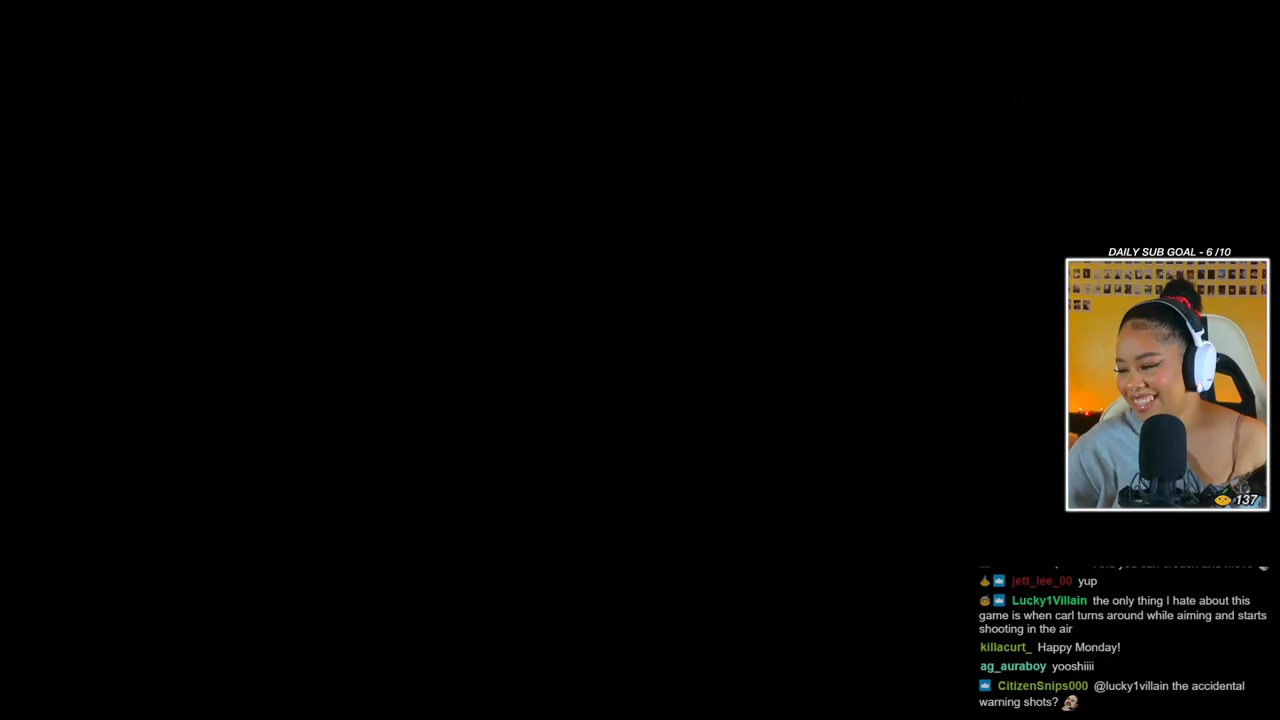 DAILY SUB GOAL - 6 /10
137
jett_lee_00 yup
Lucky1Villain the only thing I hate about this
game is when carl turns around while aiming and starts
shooting in the air
killacurt_ Happy Monday!
ag_auraboy yooshiiii
CitizenSnips000 @lucky1villain the accidental
warning shots?